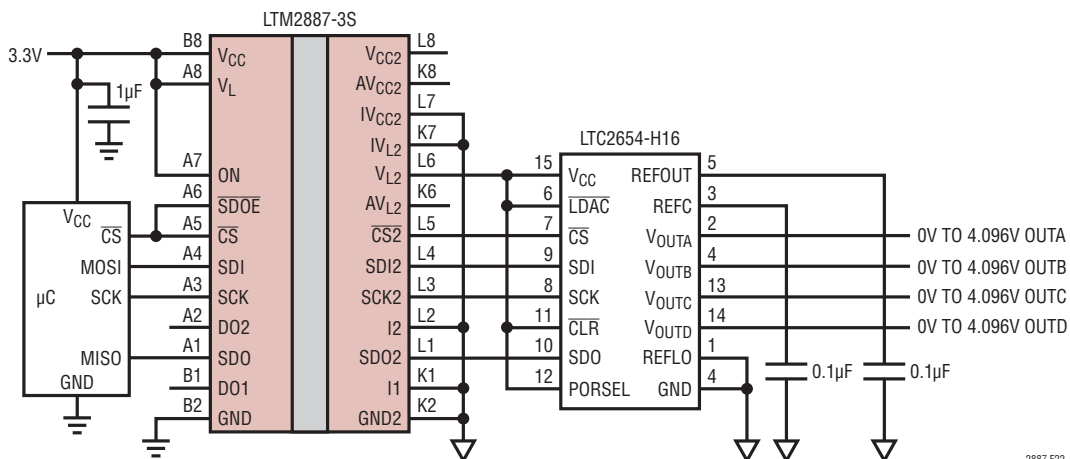 LTM2887-3S
3.3V
1µF
B8
VCC
A8
VL
A7
ON
A6
SDOE
A5
CS
A4
SDI
A3
SCK
A2
DO2
A1
SDO
B1
DO1
B2
GND
VCC
CS
MOSI
µC
SCK
MISO
GND
VCC2
L8
AVCC2
K8
IVCC2
L7
IVL2
K7
VL2
L6
AVL2
K6
CS2
L5
SDI2
L4
SCK2
L3
I2
L2
SDO2
L1
I1
K1
GND2
K2
LTC2654-H16
15
VCC
6
LDAC
7
CS
9
SDI
8
SCK
11
CLR
10
SDO
12
PORSEL
REFOUT
5
REFC
3
VOUTA
2
0V TO 4.096V OUTA
VOUTB
4
0V TO 4.096V OUTB
VOUTC
13
0V TO 4.096V OUTC
VOUTD
14
0V TO 4.096V OUTD
REFLO
1
GND
4
0.1µF
0.1µF